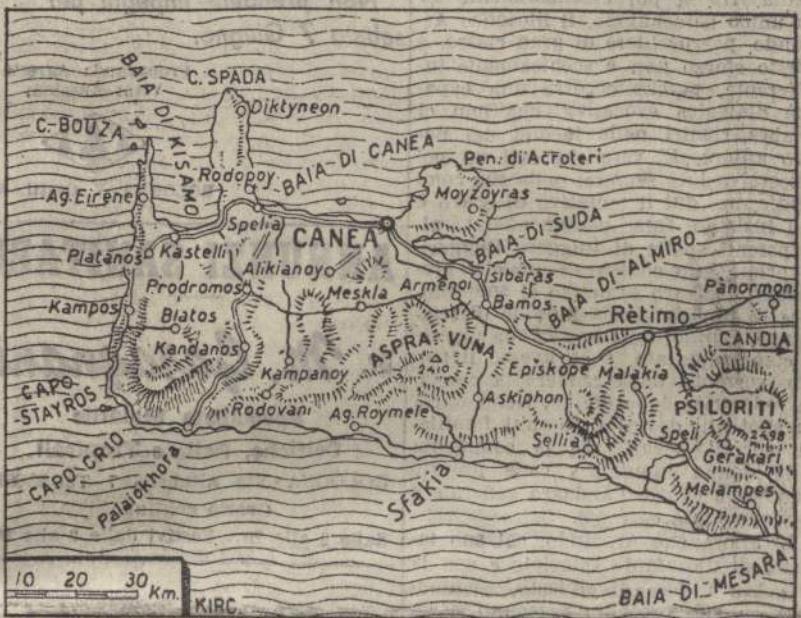 C. SPADA
BAIA DI KISAMO
C. BOUZA
Diktyneon
BAIA DI CANEA
Pen. di Acroteri
Rodopoy
MoyZoyras
Ag. Eirene
Spelia
CANEA
BAIA DI SUDA
Platanos
Kastelli
Alikianoy
Isibaras
BAIA DI ALMIRO
Prodromos
Meskla
Armenoi
Bamos
Pànormon
Kampos
Blatos
Rètimo
Kandanos
ASPRA VUNA
2410
CANDIA
Kampanoy
Episkope
Malakia
CAPO
-STAYROS
Rodovani
Ag. Roymele
Askiphon
PSILORITI
2498
CAPO CRIO
Sellia
Speli
Gerakari
Palaiokhora
Sfakia
Melampes
BAIA DI MESARA
10 20 30 Km.
KIRC.